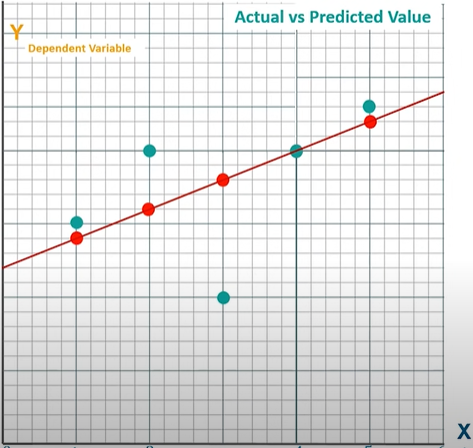 Actual vs Predicted Value
Y
Dependent Variable
X